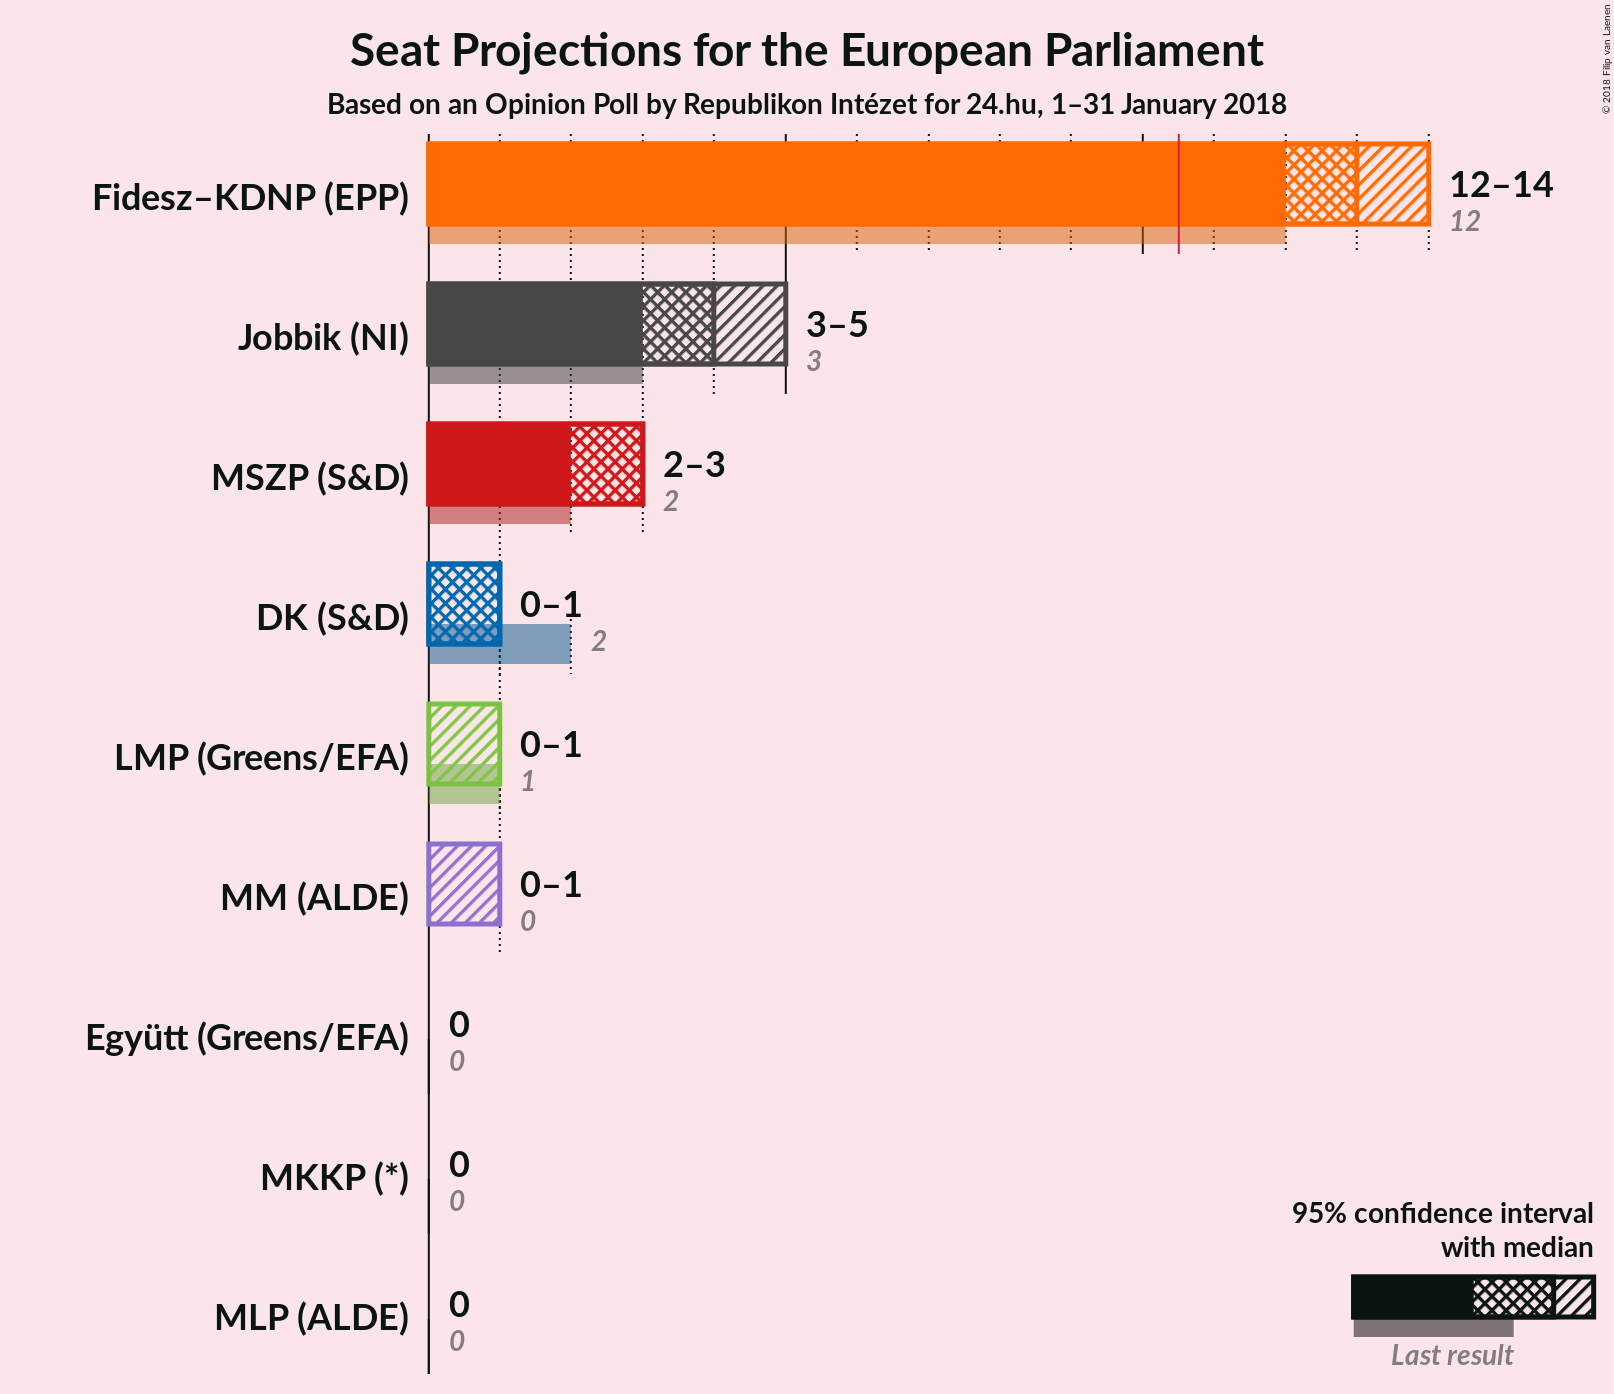 Seat Projections for the European Parliament
Based on an Opinion Poll by Republikon Intézet for 24.hu, 1–31 January 2018
© 2018 Filip van Laenen
Fidesz–KDNP (EPP)
12–14
12
Jobbik (NI)
3–5
3
MSZP (S&D)
2–3
2
DK (S&D)
0–1
2
LMP (Greens/EFA)
0–1
1
MM (ALDE)
0–1
0
Együtt (Greens/EFA)
0
0
MKKP (*)
0
0
MLP (ALDE)
0
0
95% confidence interval
with median
Last result